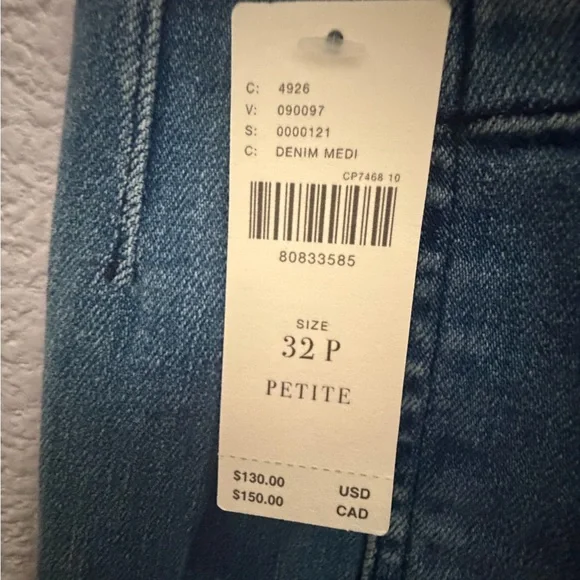 C: 4926
V: 090097
S: 0000121
C: DENIM MEDI
CP7468 10
80833585
SIZE
32 P
PETITE
$130.00 USD
$150.00 CAD